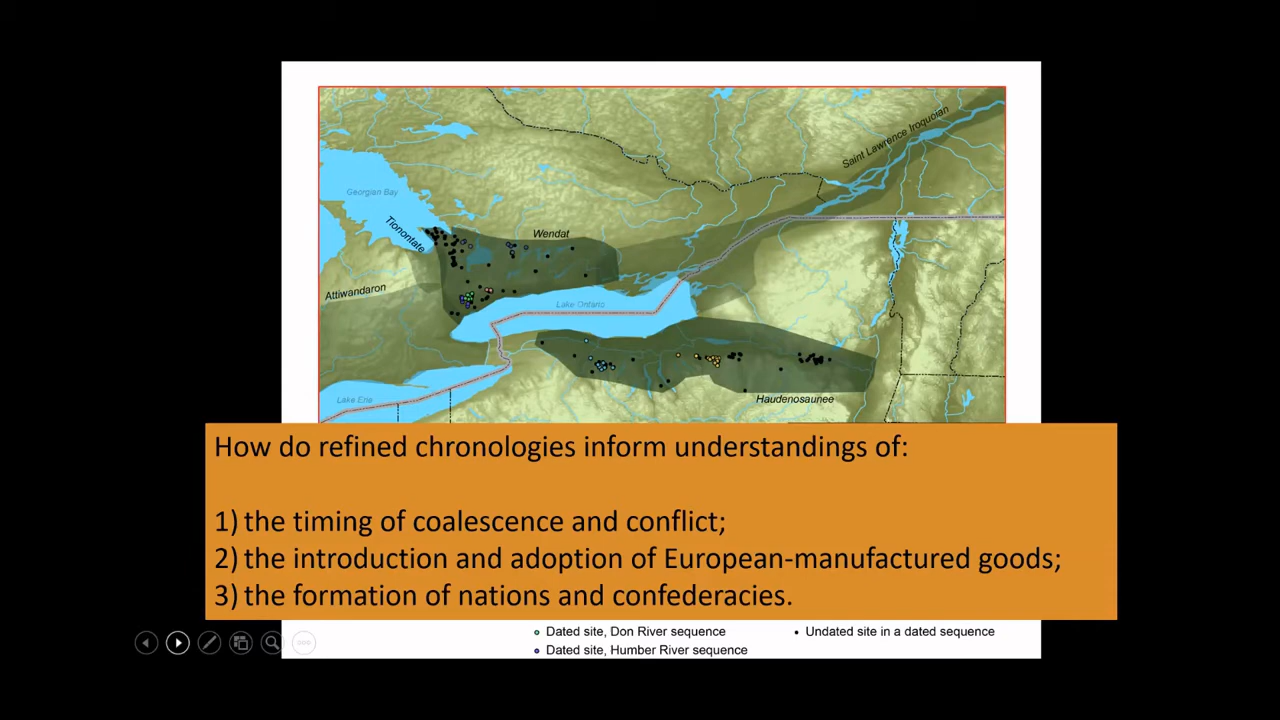 Saint Lawrence Iroquoian
Georgian Bay
Tionontate
Wendat
Attiwandaron
Lake Ontario
Lake Erie
Haudenosaunee
How do refined chronologies inform understandings of:
1) the timing of coalescence and conflict;
2) the introduction and adoption of European-manufactured goods;
3) the formation of nations and confederacies.
Dated site, Don River sequence
Undated site in a dated sequence
Dated site, Humber River sequence